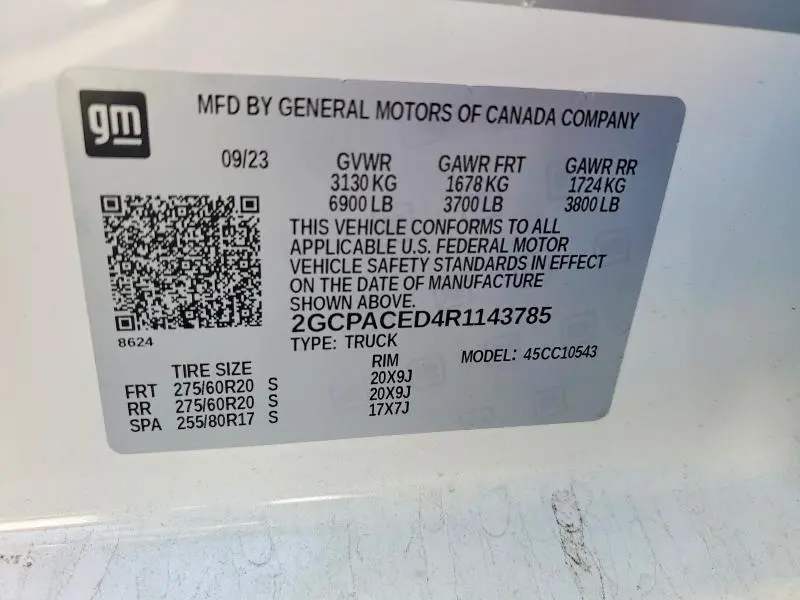 gm
MFD BY GENERAL MOTORS OF CANADA COMPANY
09/23 GVWR GAWR FRT GAWR RR
3130 KG 1678 KG 1724 KG
6900 LB 3700 LB 3800 LB
THIS VEHICLE CONFORMS TO ALL
APPLICABLE U.S. FEDERAL MOTOR
VEHICLE SAFETY STANDARDS IN EFFECT
ON THE DATE OF MANUFACTURE
SHOWN ABOVE.
2GCPACED4R1143785
8624
TYPE: TRUCK MODEL: 45CC10543
TIRE SIZE RIM
FRT 275/60R20 S 20X9J
RR 275/60R20 S 20X9J
SPA 255/80R17 S 17X7J